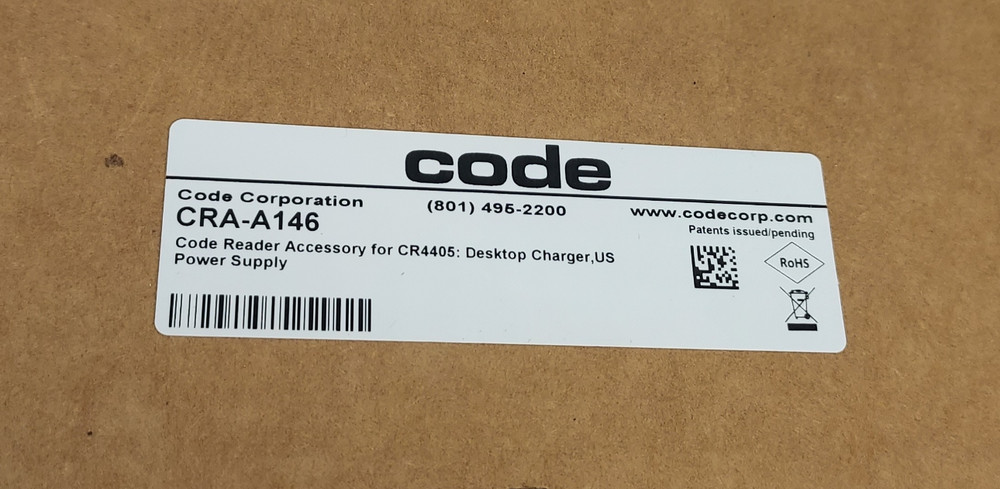 code
Code Corporation
(801) 495-2200
www.codecorp.com
CRA-A146
Patents issued/pending
Code Reader Accessory for CR4405: Desktop Charger,US
Power Supply
RoHS